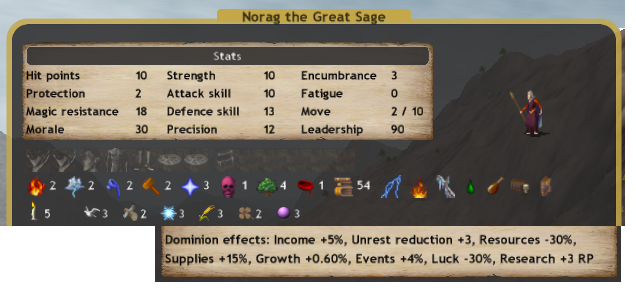 Norag the Great Sage
Stats
Hit points 10 Strength 10 Encumbrance 3
Protection 2 Attack skill 10 Fatigue 0
Magic resistance 18 Defence skill 13 Move 2 / 10
Morale 30 Precision 12 Leadership 90
2 2 2 2 3 1 4 1 54
5 3 2 3 3 2 3
Dominion effects: Income +5%, Unrest reduction +3, Resources -30%,
Supplies +15%, Growth +0.60%, Events +4%, Luck -30%, Research +3 RP